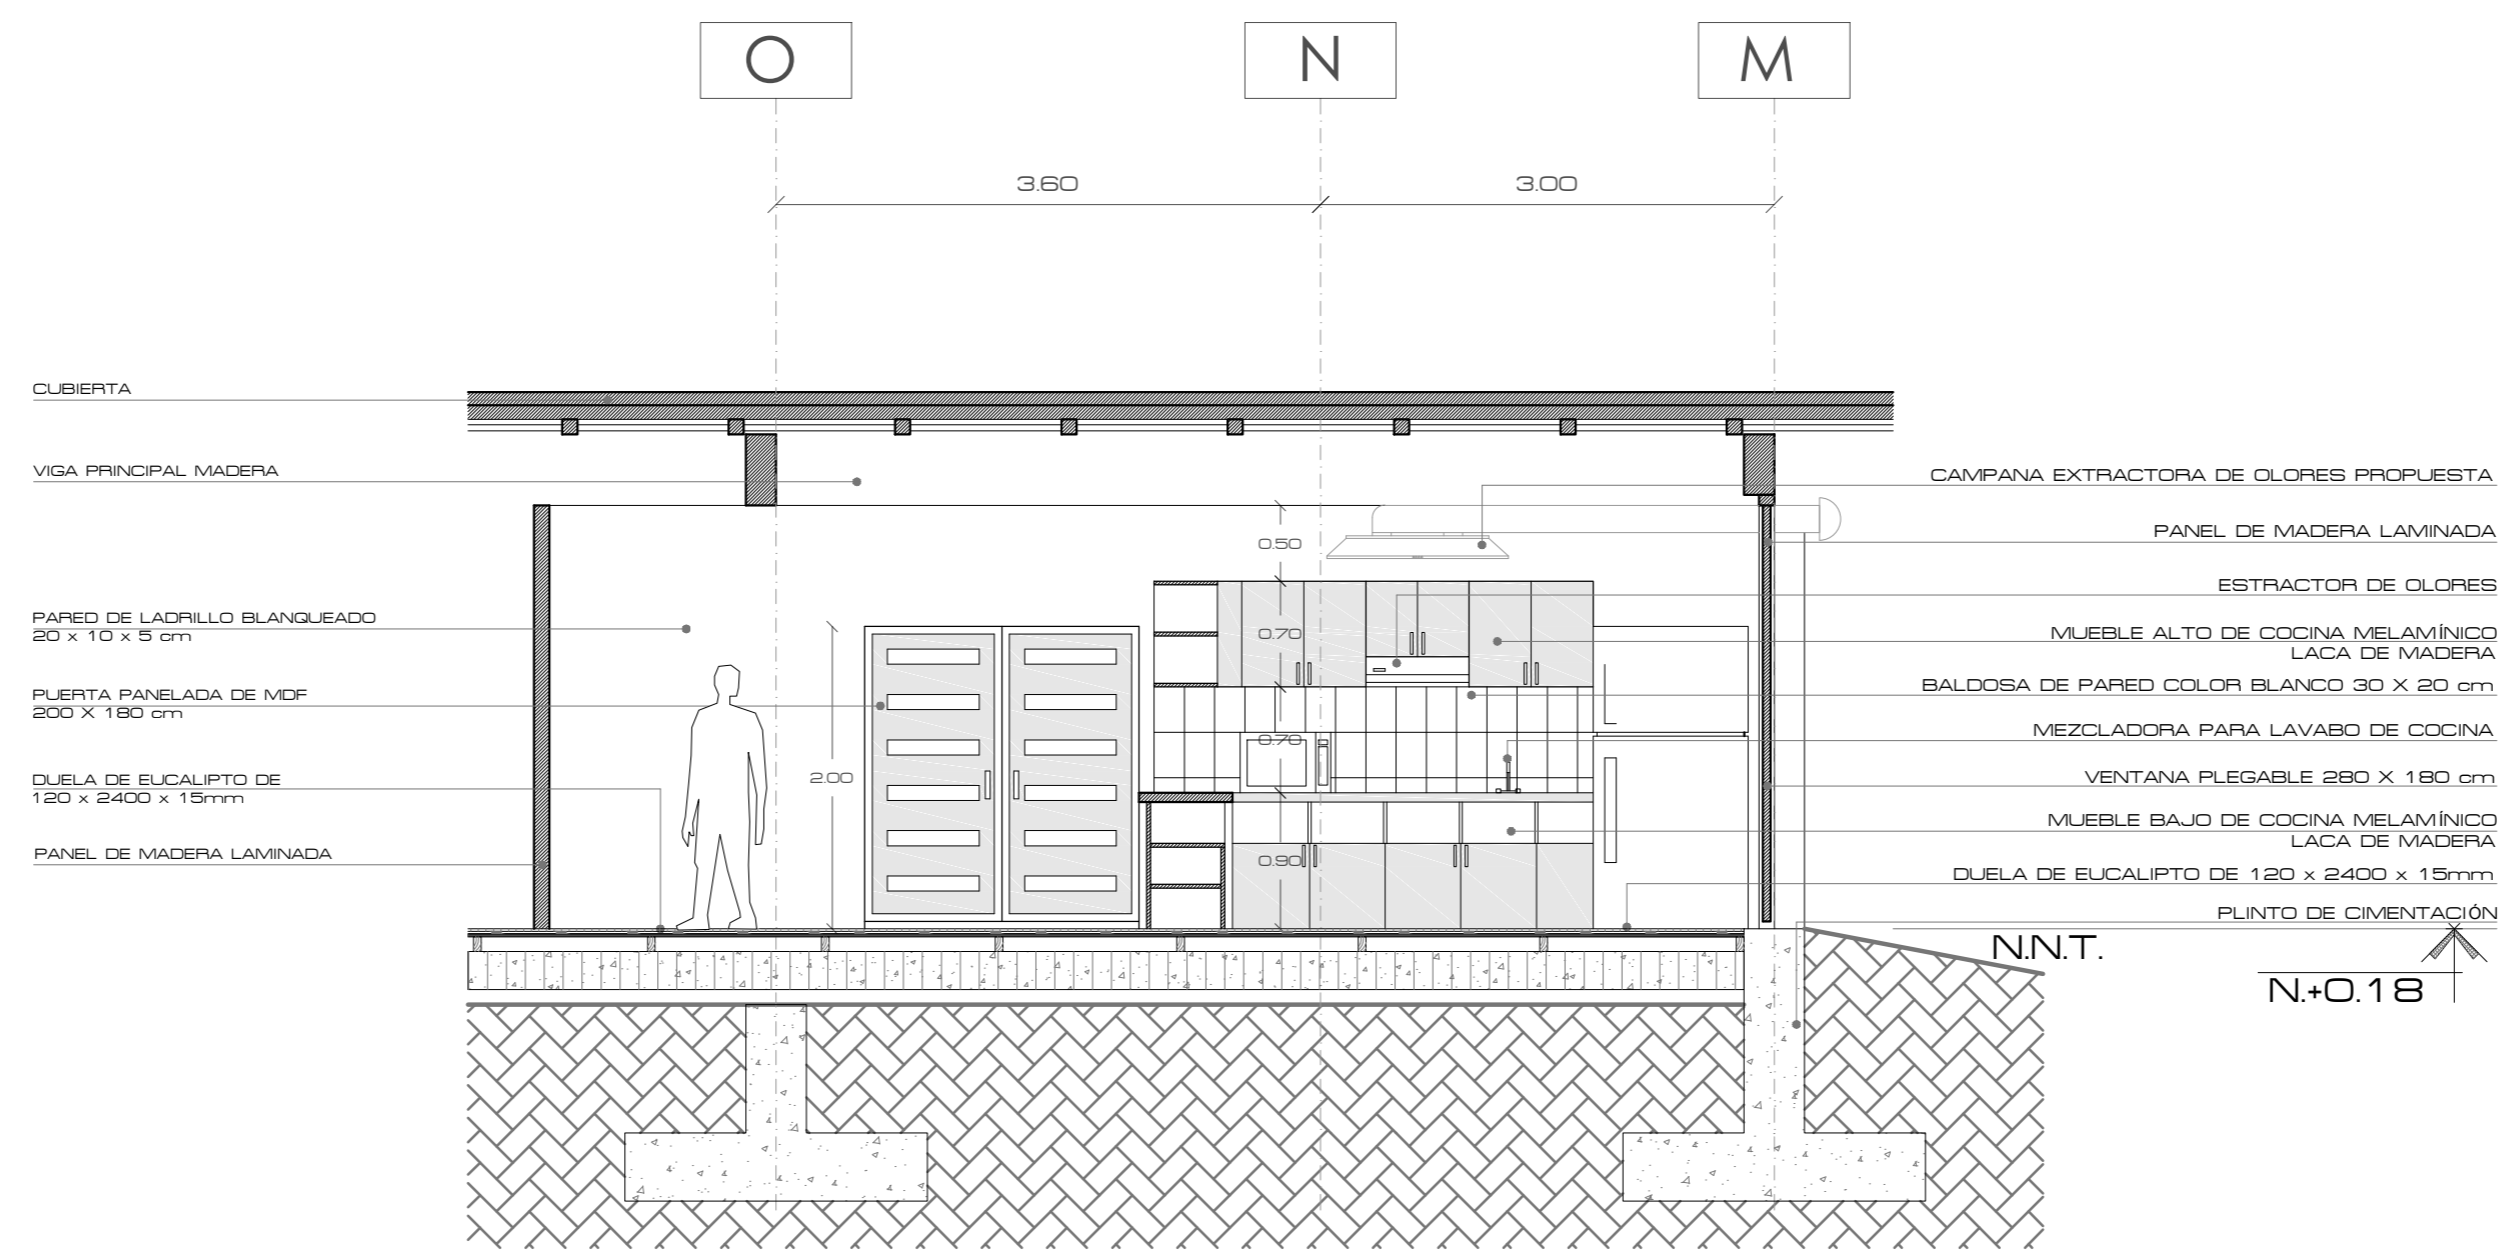 O
N
M
3.60
3.00
CUBIERTA
VIGA PRINCIPAL MADERA
PARED DE LADRILLO BLANQUEADO
20 x 10 x 5 cm
PUERTA PANELADA DE MDF
200 X 180 cm
DUELA DE EUCALIPTO DE
120 x 2400 x 15mm
PANEL DE MADERA LAMINADA
2.00
0.50
0.70
0.70
0.90
CAMPANA EXTRACTORA DE OLORES PROPUESTA
PANEL DE MADERA LAMINADA
ESTRACTOR DE OLORES
MUEBLE ALTO DE COCINA MELAMÍNICO
LACA DE MADERA
BALDOSA DE PARED COLOR BLANCO 30 X 20 cm
MEZCLADORA PARA LAVABO DE COCINA
VENTANA PLEGABLE 280 X 180 cm
MUEBLE BAJO DE COCINA MELAMÍNICO
LACA DE MADERA
DUELA DE EUCALIPTO DE 120 x 2400 x 15mm
PLINTO DE CIMENTACIÓN
N.N.T.
N.+0.18